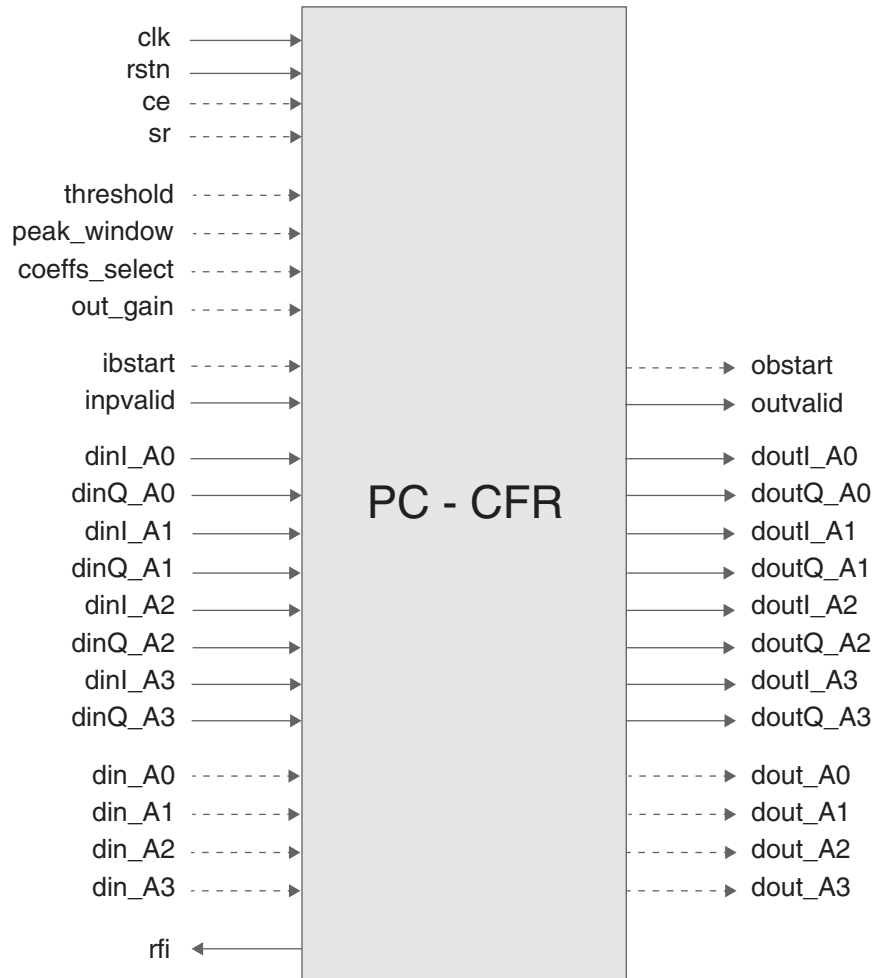 clk
rstn
ce
sr
threshold
peak_window
coeffs_select
out_gain
ibstart
inpvalid
dinI_A0
dinQ_A0
dinI_A1
dinQ_A1
dinI_A2
dinQ_A2
dinI_A3
dinQ_A3
din_A0
din_A1
din_A2
din_A3
rfi
PC - CFR
obstart
outvalid
doutI_A0
doutQ_A0
doutI_A1
doutQ_A1
doutI_A2
doutQ_A2
doutI_A3
doutQ_A3
dout_A0
dout_A1
dout_A2
dout_A3